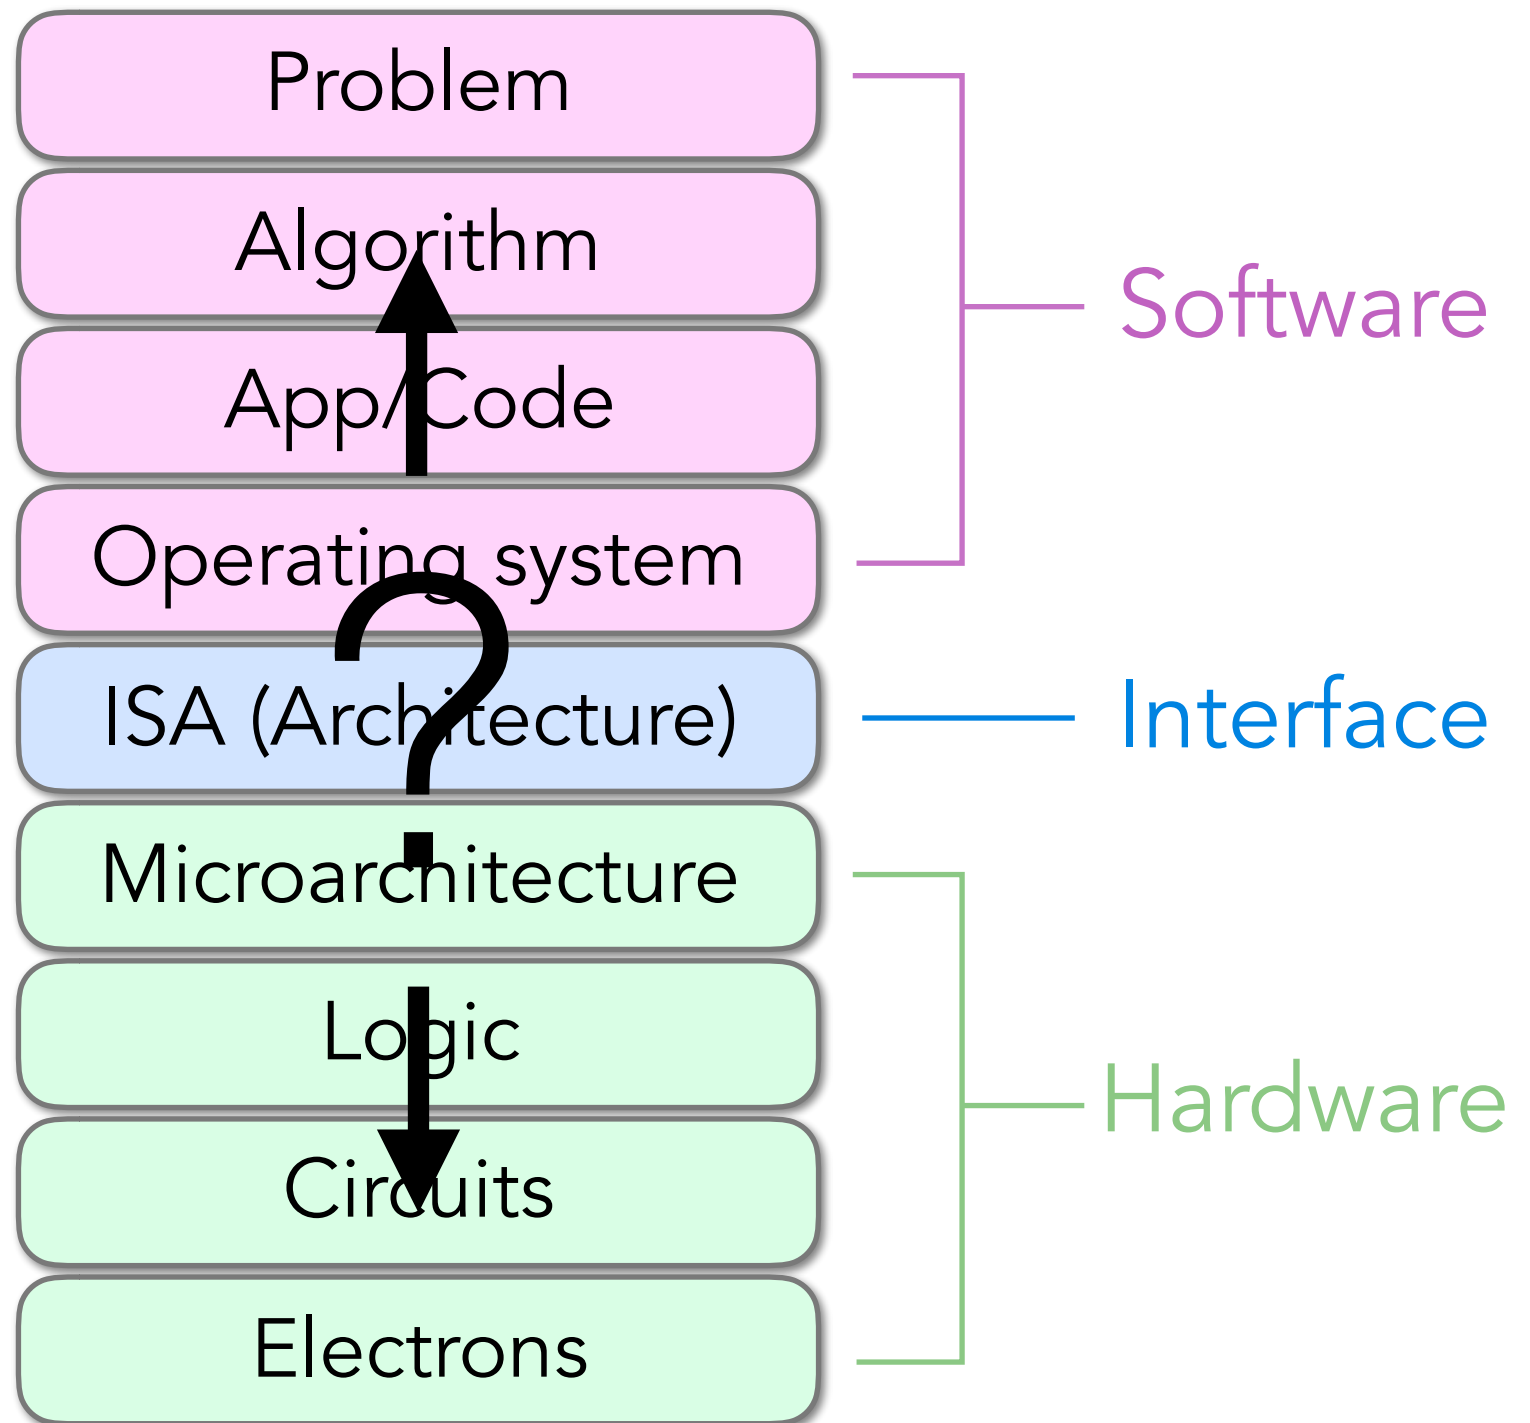 Problem
Algorithm
App/Code
Operating system
ISA (Architecture)
Microarchitecture
Logic
Circuits
Electrons
?
Software
Interface
Hardware